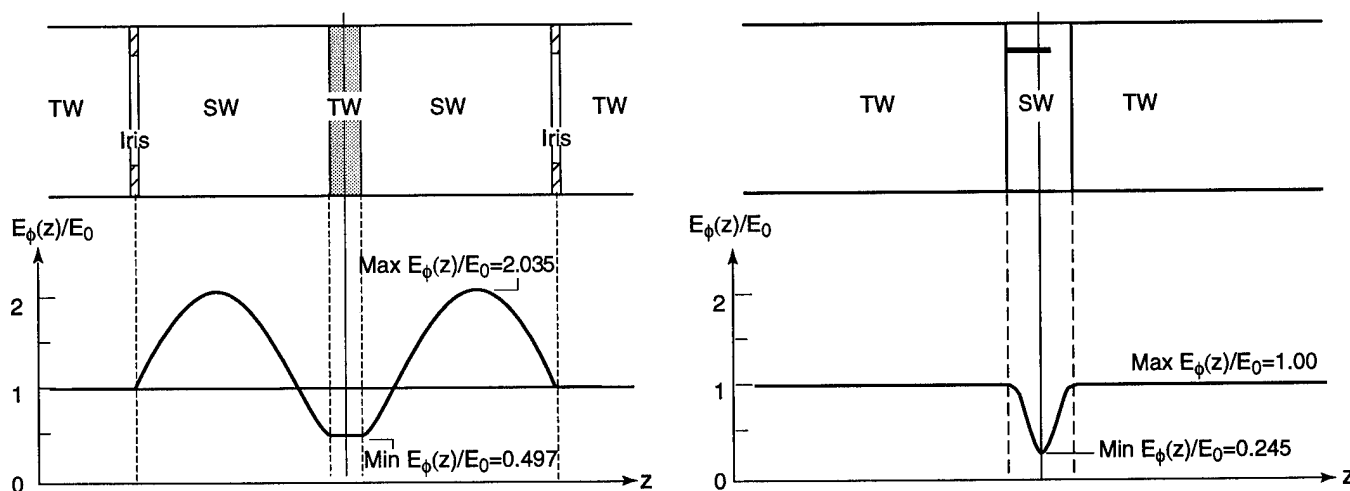 TW
Iris
SW
TW
SW
Iris
TW
E_ϕ(z)/E_0
2
1
0
Max E_ϕ(z)/E_0=2.035
Min E_ϕ(z)/E_0=0.497
z
TW
SW
TW
E_ϕ(z)/E_0
2
1
0
Max E_ϕ(z)/E_0=1.00
Min E_ϕ(z)/E_0=0.245
z